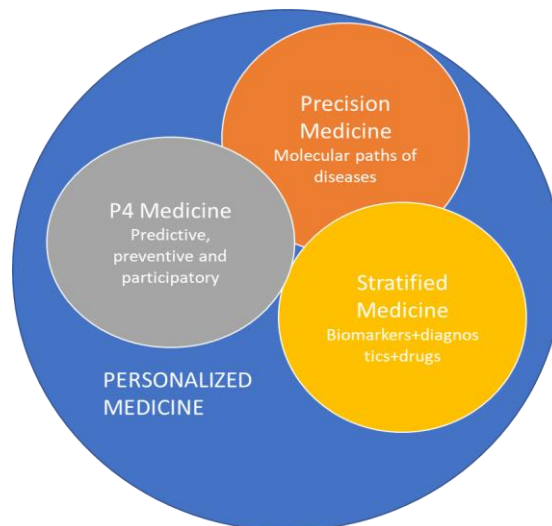 Precision
Medicine
Molecular paths of
diseases
P4 Medicine
Predictive,
preventive and
participatory
Stratified
Medicine
Biomarkers+diagnos
tics+drugs
PERSONALIZED
MEDICINE